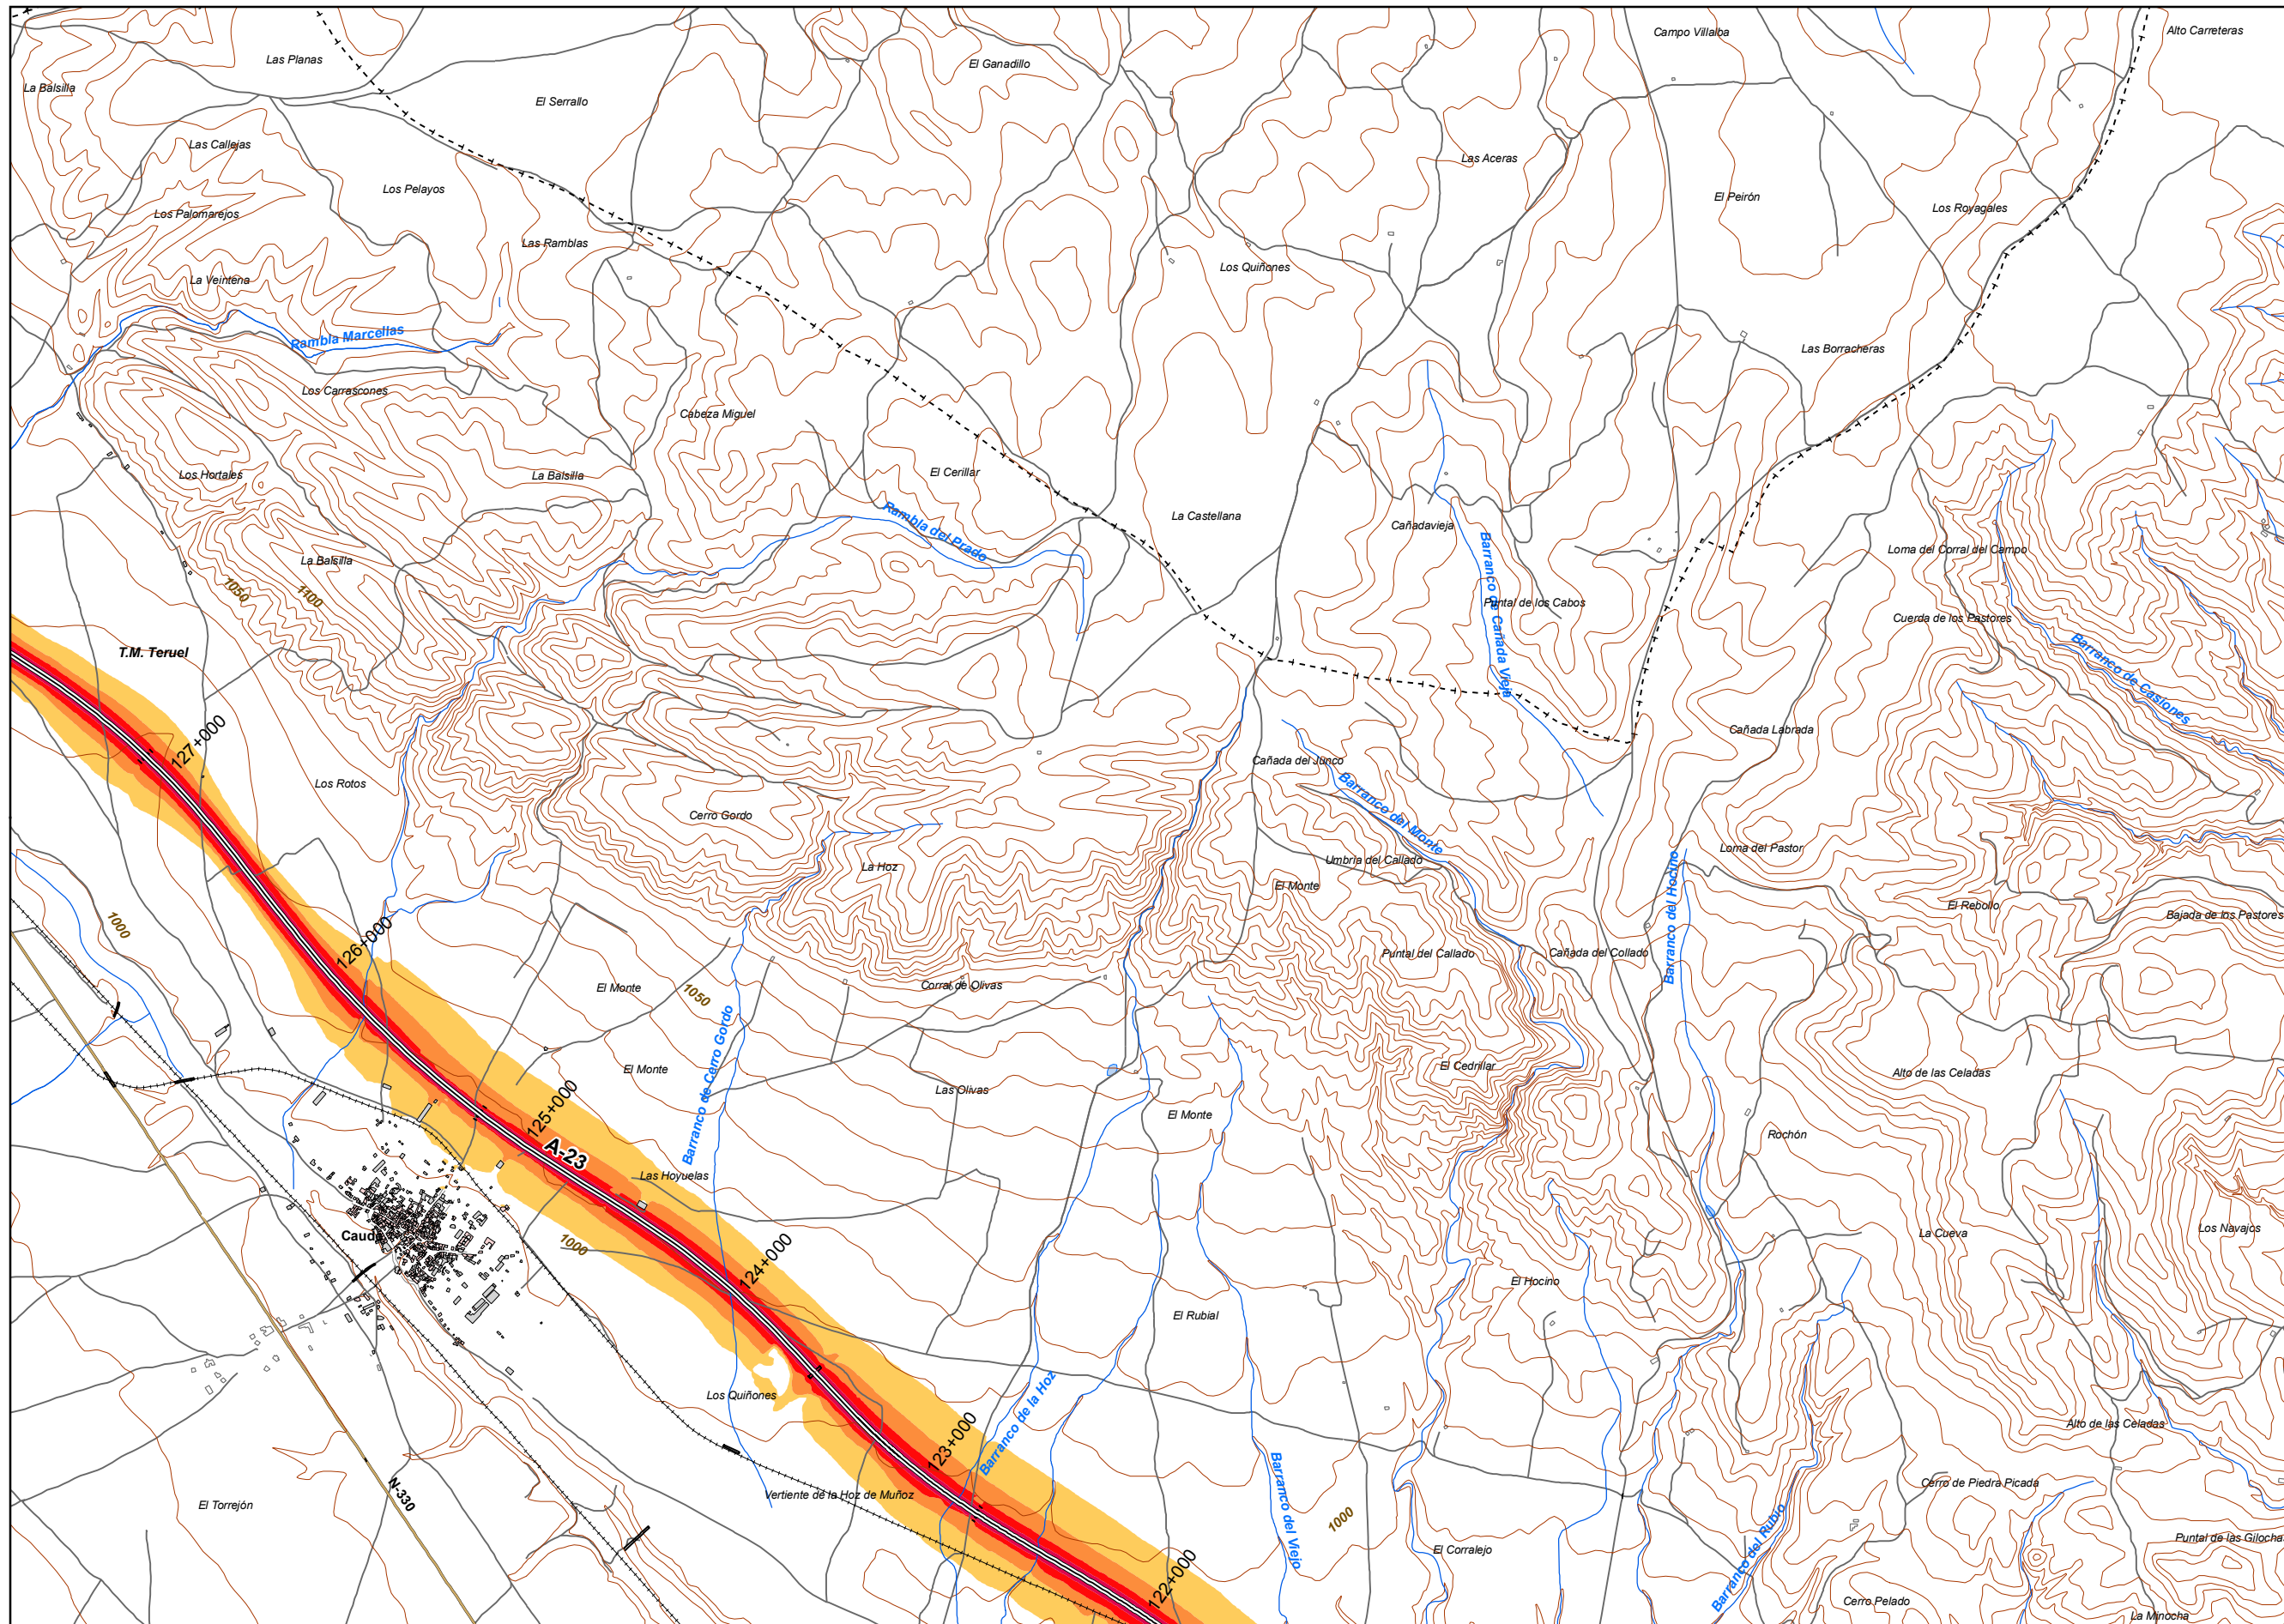 Campo Villalba
Alto Carreteras
Las Planas
El Ganadillo
La Balsilla
El Serrallo
Las Callejas
Las Aceras
Los Pelayos
El Peirón
Los Palomarejos
Los Royagales
Las Ramblas
Los Quiñones
La Veintena
Rambla Marcellas
Las Borracheras
Los Carrascones
Cabeza Miguel
Los Hortales
La Balsilla
El Cerillar
Rambla del Prado
La Castellana
Cañadavieja
Barranco de Cañada Vieja
Loma del Corral del Campo
La Balsilla
1050
1100
Puntal de los Cabos
Cuerda de los Pastores
Barranco de Casiones
T.M. Teruel
127+000
Cañada Labrada
Cañada del Junco
Los Rotos
Barranco del Monte
Cerro Gordo
Loma del Pastor
Umbria del Callado
La Hoz
El Monte
Barranco del Hocino
El Rebollo
Bajada de los Pastores
1000
126+000
Puntal del Callado
Cañada del Collado
El Monte
1050
Corral de Olivas
Barranco de Cerro Gordo
El Monte
El Cedrillar
Alto de las Celadas
Las Olivas
125+000
El Monte
Rochón
A-23
Las Hoyuelas
Los Navajos
La Cueva
1000
124+000
El Hocino
El Rubial
Los Quiñones
Barranco de la Hoz
123+000
Alto de las Celadas
N-330
Vertiente de la Hoz de Muñoz
Cerro de Piedra Picada
El Torrejón
Barranco del Viejo
1000
Barranco del Rubio
El Corralejo
Puntal de las Gilocha
122+000
Cerro Pelado
La Minocha